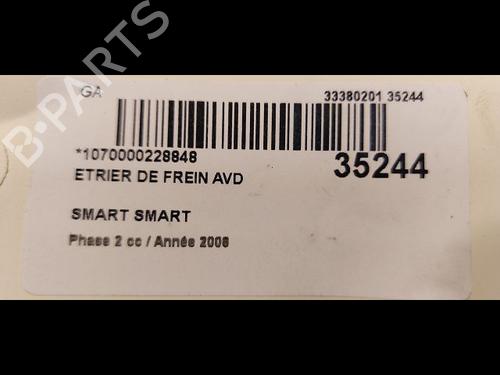 GA
33380201 35244
*1070000228848
35244
ETRIER DE FREIN AVD
SMART SMART
Phase 2 cc / Année 2006
B-PARTS